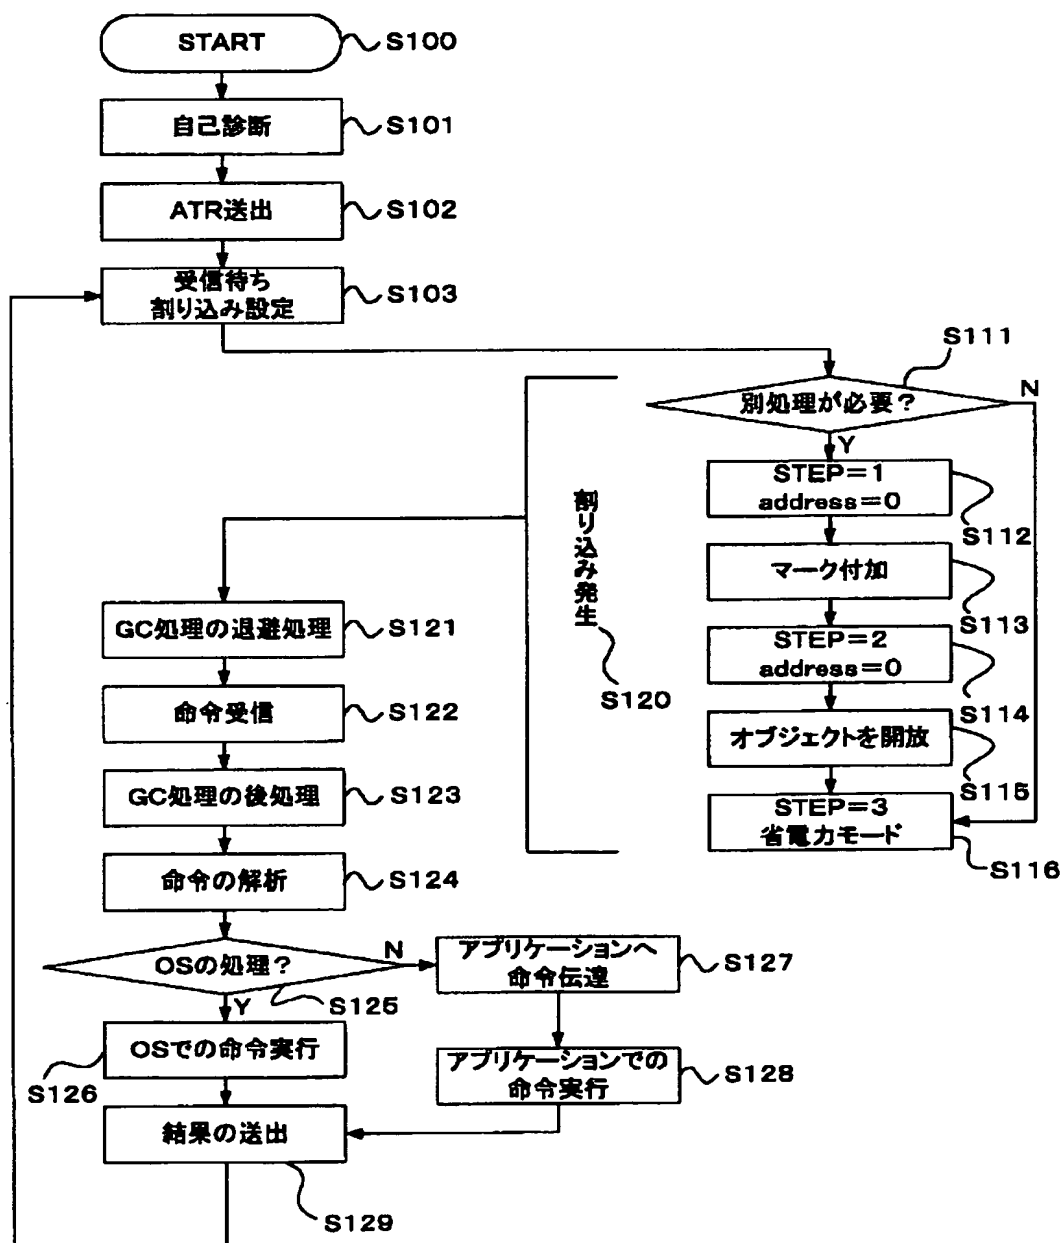 START
S100
自己診断
S101
ATR送出
S102
受信待ち
割り込み設定
S103
S111
別処理が必要?
N
Y
STEP=1
address=0
S112
マーク付加
S113
STEP=2
address=0
S114
オブジェクトを開放
S115
STEP=3
省電力モード
S116
割り込み発生
S120
GC処理の退避処理
S121
命令受信
S122
GC処理の後処理
S123
命令の解析
S124
OSの処理?
N
S125
Y
アプリケーションへ
命令伝達
S127
OSでの命令実行
S126
アプリケーションでの
命令実行
S128
結果の送出
S129